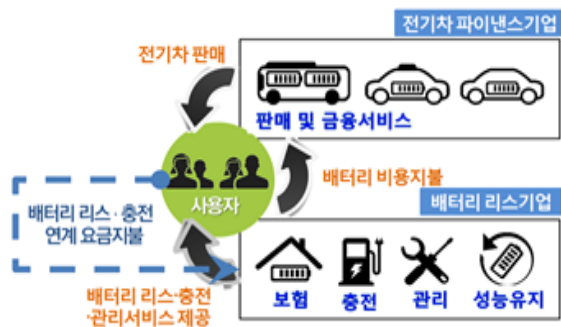 전기차 파이낸스기업
전기차 판매
판매 및 금융서비스
사용자
배터리 비용지불
배터리 리스기업
배터리 리스 · 충전
연계 요금지불
보험
충전
관리
성능유지
배터리 리스·충전
·관리서비스 제공